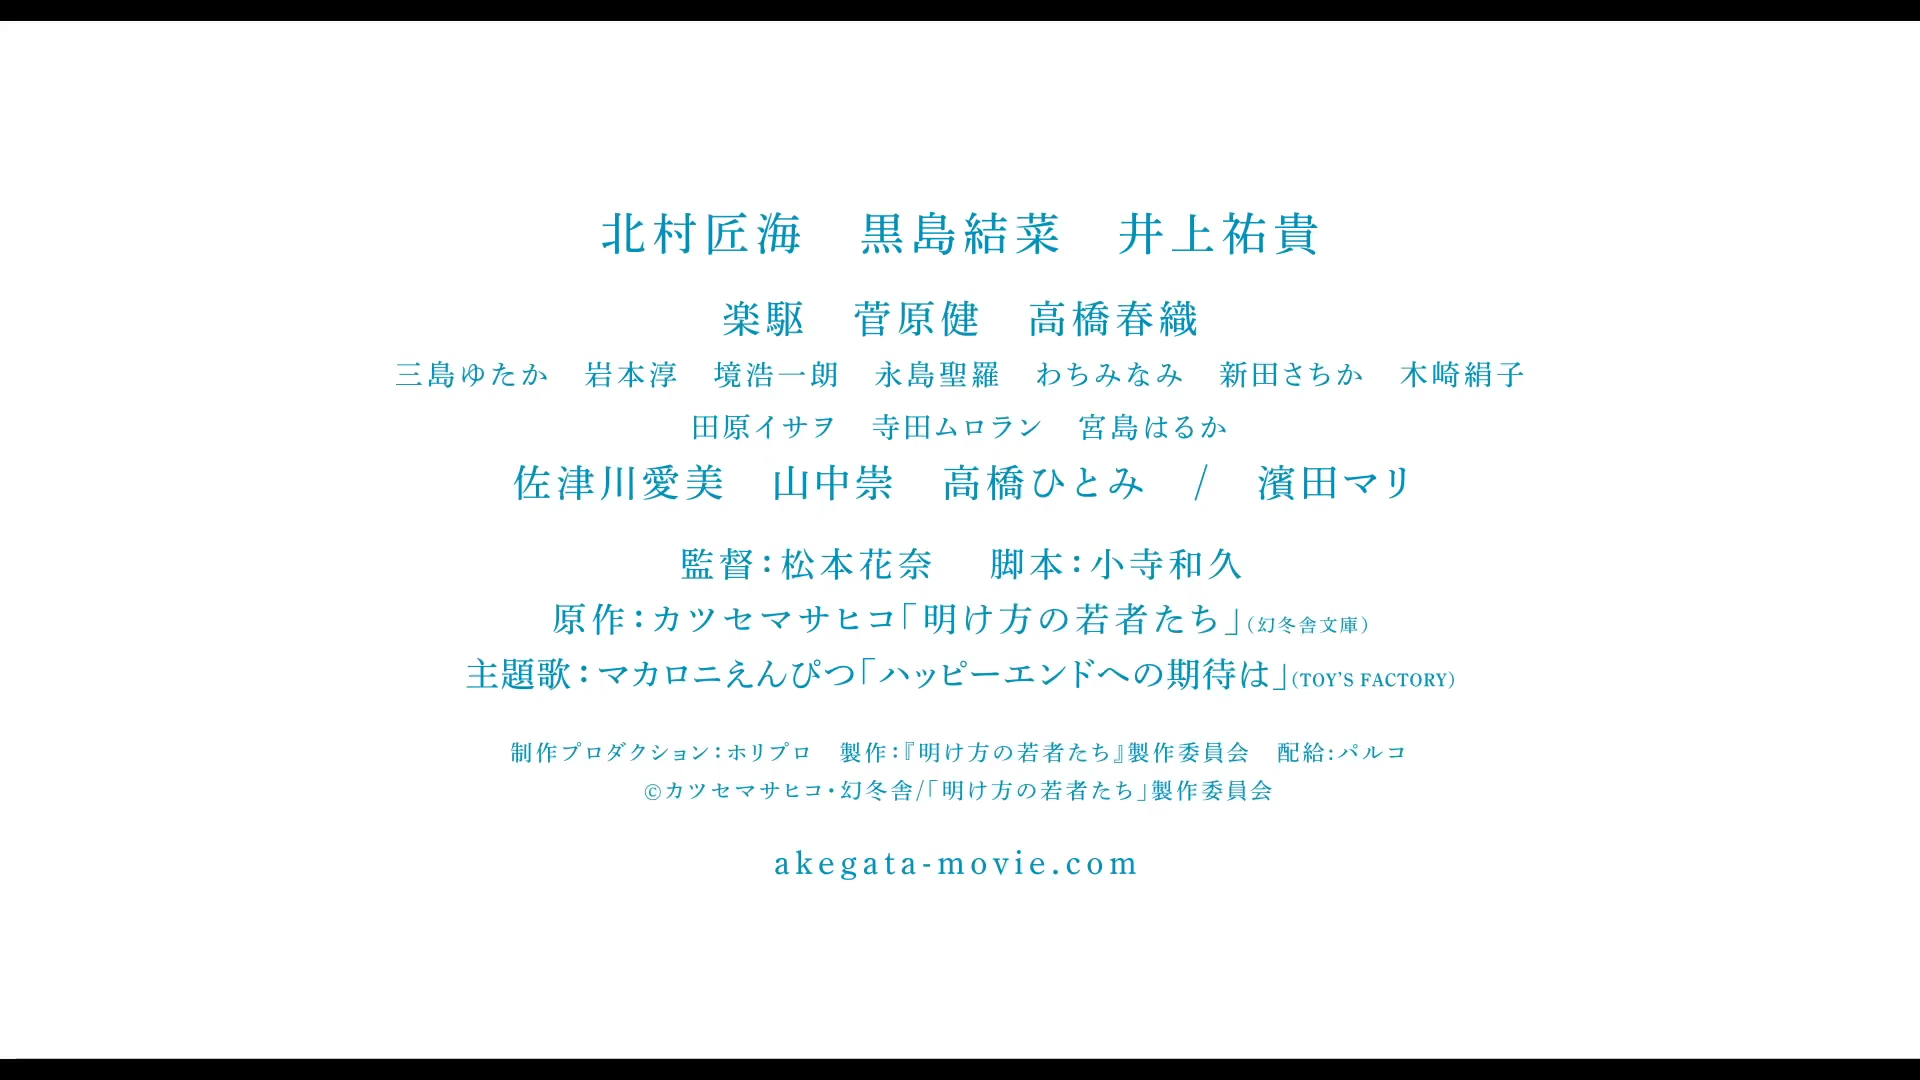 北村匠海　黒島結菜　井上祐貴
楽駆　菅原健　高橋春織
三島ゆたか　岩本淳　境浩一朗　永島聖羅　わちみなみ　新田さちか　木崎絹子
田原イサヲ　寺田ムロラン　宮島はるか
佐津川愛美　山中崇　高橋ひとみ　/　濱田マリ
監督：松本花奈　脚本：小寺和久
原作：カツセマサヒコ「明け方の若者たち」（幻冬舎文庫）
主題歌：マカロニえんぴつ「ハッピーエンドへの期待は」（TOY'S FACTORY）
制作プロダクション：ホリプロ　製作：『明け方の若者たち』製作委員会　配給：パルコ
©カツセマサヒコ・幻冬舎/「明け方の若者たち」製作委員会
akegata-movie.com